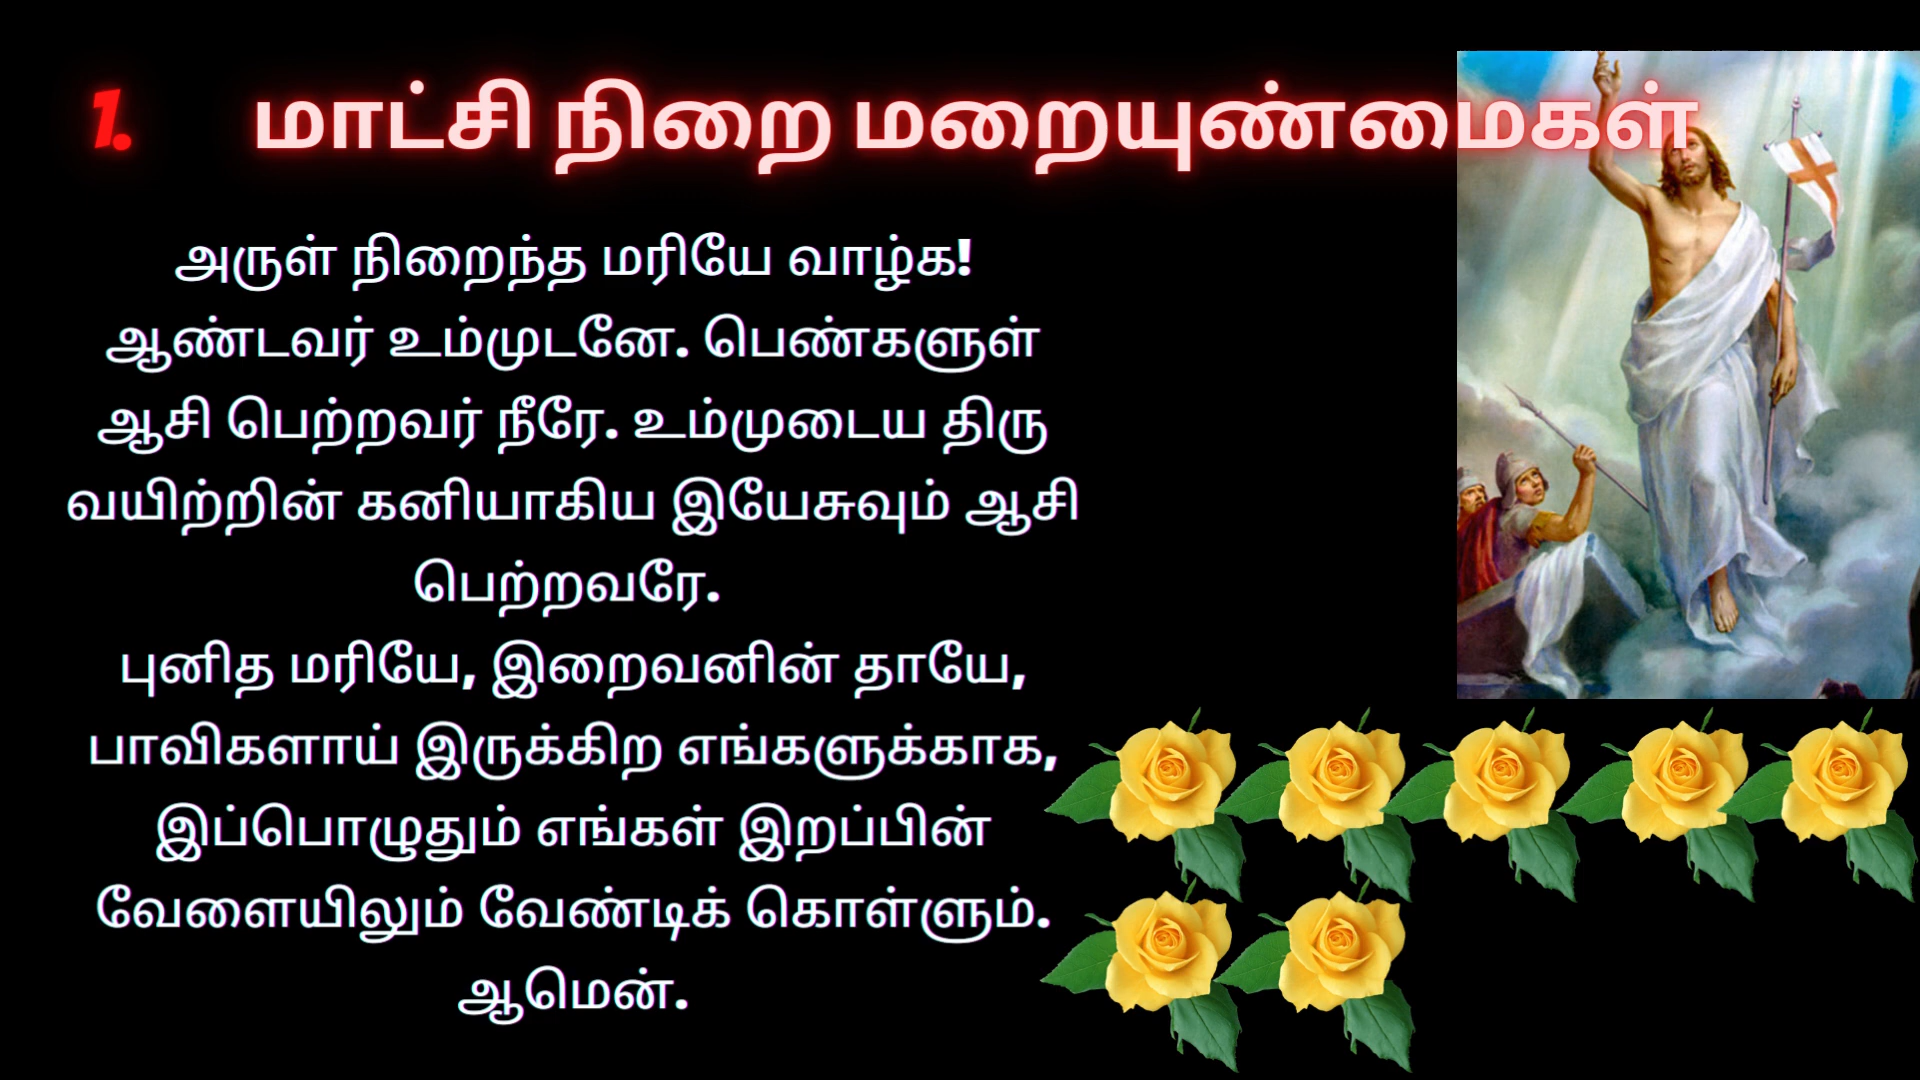 1. மாட்சி நிறை மறையுண்மைகள்
அருள் நிறைந்த மரியே வாழ்க!
ஆண்டவர் உம்முடனே. பெண்களுள்
ஆசி பெற்றவர் நீரே. உம்முடைய திரு
வயிற்றின் கனியாகிய இயேசுவும் ஆசி
பெற்றவரே.
புனித மரியே, இறைவனின் தாயே,
பாவிகளாய் இருக்கிற எங்களுக்காக,
இப்பொழுதும் எங்கள் இறப்பின்
வேளையிலும் வேண்டிக் கொள்ளும்.
ஆமென்.